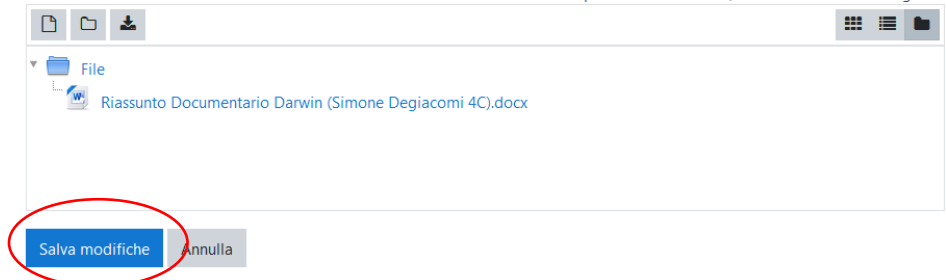 File
Riassunto Documentario Darwin (Simone Degiacomi 4C).docx
Salva modifiche
Annulla